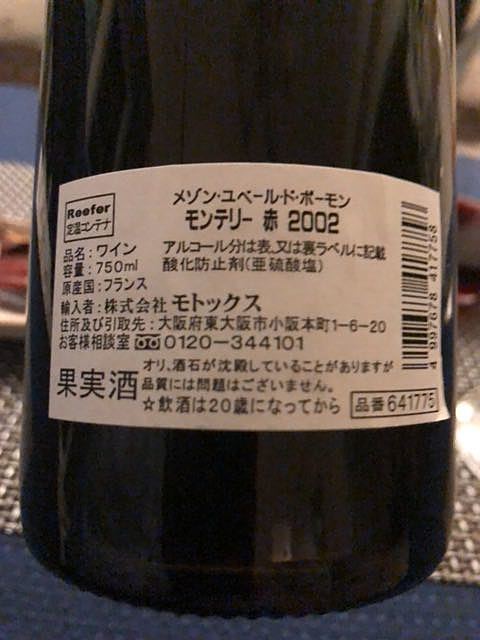 Reefer
定温コンテナ
メゾン・ユベール・ド・ボーモン
モンテリー 赤 2002
品名：ワイン
容量：750ml
原産国：フランス
アルコール分は表、又は裏ラベルに記載
酸化防止剤（亜硫酸塩）
輸入者：株式会社 モトックス
住所及び引取先：大阪府東大阪市小阪本町1-6-20
お客様相談室 0120-344101
果実酒
オリ、酒石が沈殿していることがありますが
品質には問題はございません。
☆飲酒は20歳になってから
品番 641775
4 997678 417758